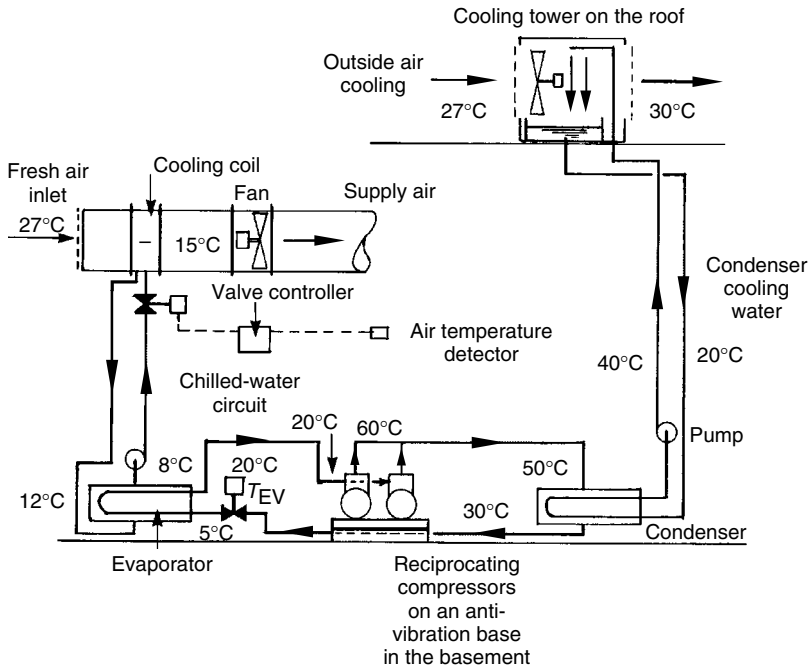 Cooling tower on the roof
Outside air
cooling
27°C
30°C
Cooling coil
Fresh air
inlet
27°C
Fan
Supply air
15°C
Valve controller
Air temperature
detector
Condenser
cooling
water
Chilled-water
circuit
40°C
20°C
Pump
20°C
60°C
8°C
20°C
50°C
12°C
TEV
30°C
5°C
Condenser
Evaporator
Reciprocating
compressors
on an anti-
vibration base
in the basement